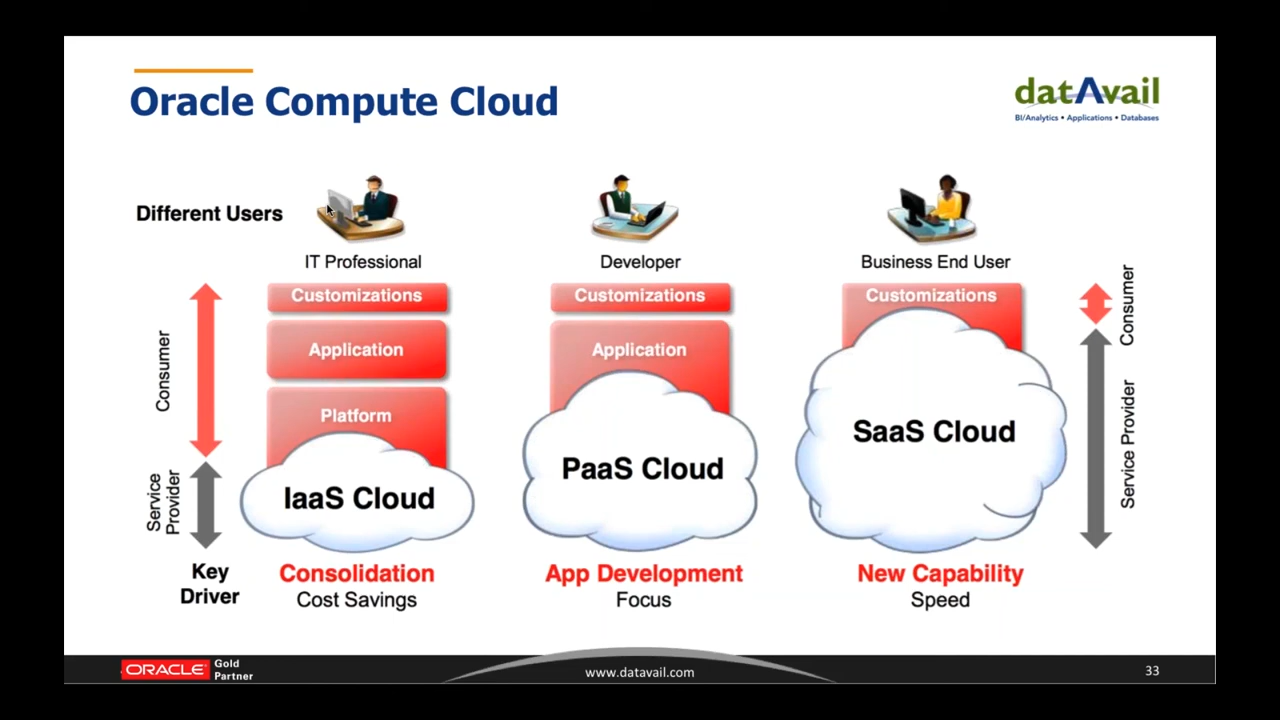 Oracle Compute Cloud
datAvail
BI/Analytics • Applications • Databases
Different Users
IT Professional
Developer
Business End User
Customizations
Application
Platform
IaaS Cloud
Customizations
Application
PaaS Cloud
Customizations
SaaS Cloud
Consumer
Service
Provider
Consumer
Service Provider
Key
Driver
Consolidation
Cost Savings
App Development
Focus
New Capability
Speed
ORACLE
Gold
Partner
www.datavail.com
33